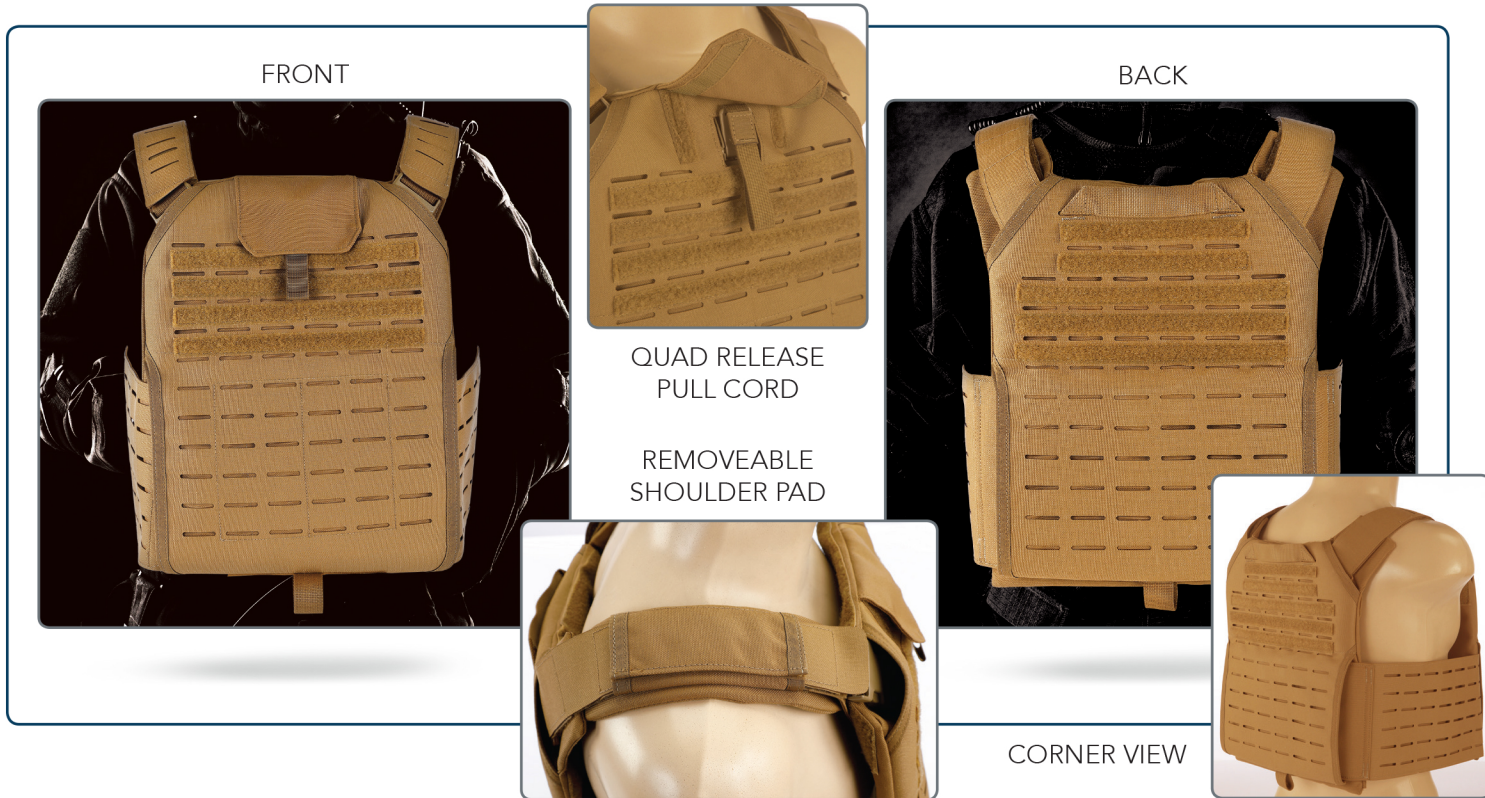 FRONT
BACK
QUAD RELEASE
PULL CORD
REMOVEABLE
SHOULDER PAD
CORNER VIEW